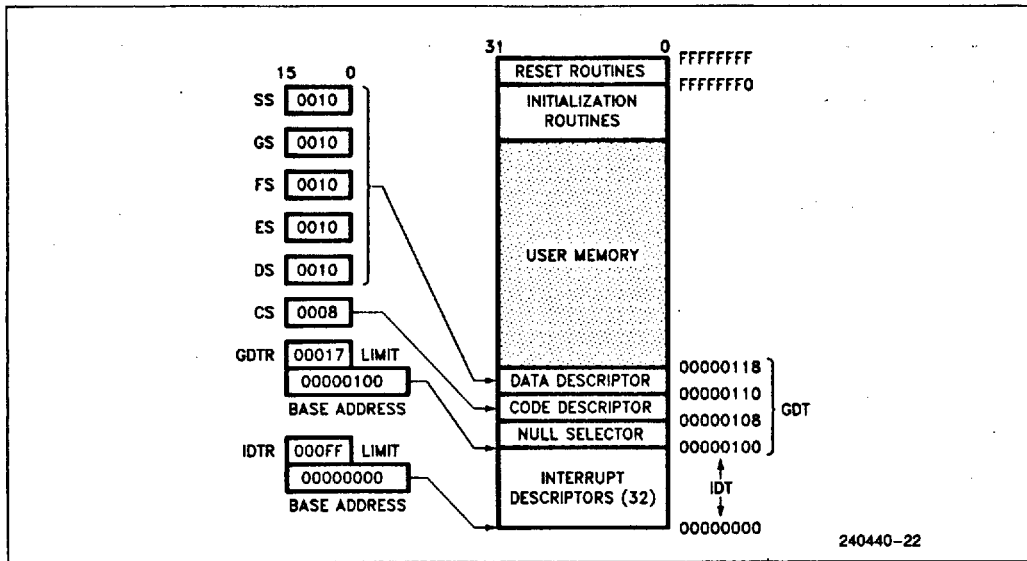 31 0
FFFFFFFF
RESET ROUTINES
FFFFFFF0
INITIALIZATION
ROUTINES
15 0
SS 0010
GS 0010
FS 0010
ES 0010
DS 0010
CS 0008
USER MEMORY
GDTR 00017 LIMIT
00000100
BASE ADDRESS
IDTR 000FF LIMIT
00000000
BASE ADDRESS
00000118
DATA DESCRIPTOR
00000110
CODE DESCRIPTOR
00000108
NULL SELECTOR
00000100
GDT
INTERRUPT
DESCRIPTORS (32)
IDT
00000000
240440-22